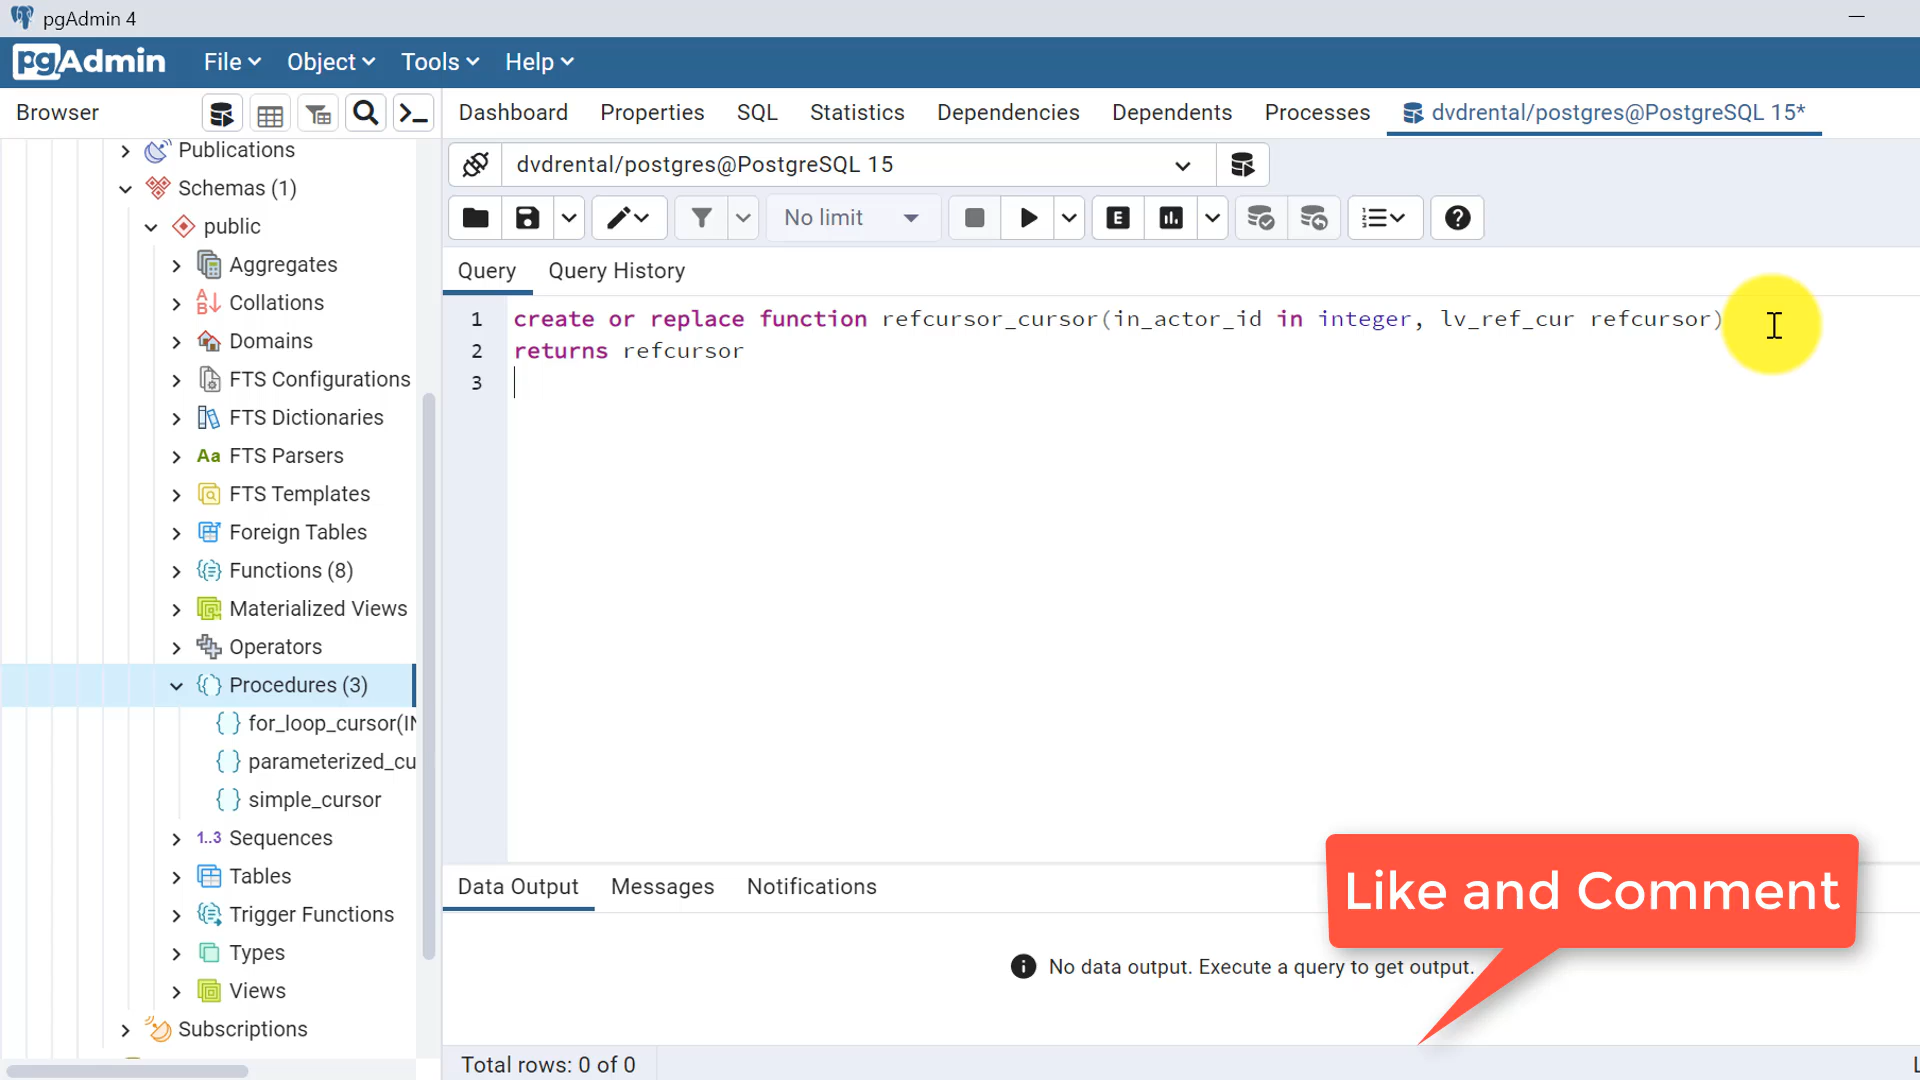 pgAdmin 4
pgAdmin File Object Tools Help
Browser
Dashboard Properties SQL Statistics Dependencies Dependents Processes dvdrental/postgres@PostgreSQL 15*
dvdrental/postgres@PostgreSQL 15
No limit
E
?
Query Query History
1 create or replace function refcursor_cursor(in_actor_id in integer, lv_ref_cur refcursor)
2 returns refcursor
3
Publications
Schemas (1)
public
Aggregates
Collations
Domains
FTS Configurations
FTS Dictionaries
Aa FTS Parsers
FTS Templates
Foreign Tables
Functions (8)
Materialized Views
Operators
Procedures (3)
for_loop_cursor(IN
parameterized_cu
simple_cursor
1..3 Sequences
Tables
Trigger Functions
Types
Views
Subscriptions
Data Output Messages Notifications
Like and Comment
No data output. Execute a query to get output.
Total rows: 0 of 0
L